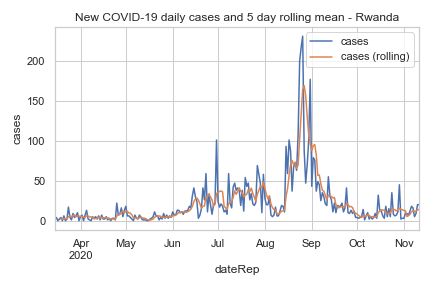 New COVID-19 daily cases and 5 day rolling mean - Rwanda
cases
cases (rolling)
200
150
100
50
0
cases
Apr May Jun Jul Aug Sep Oct Nov
2020
dateRep